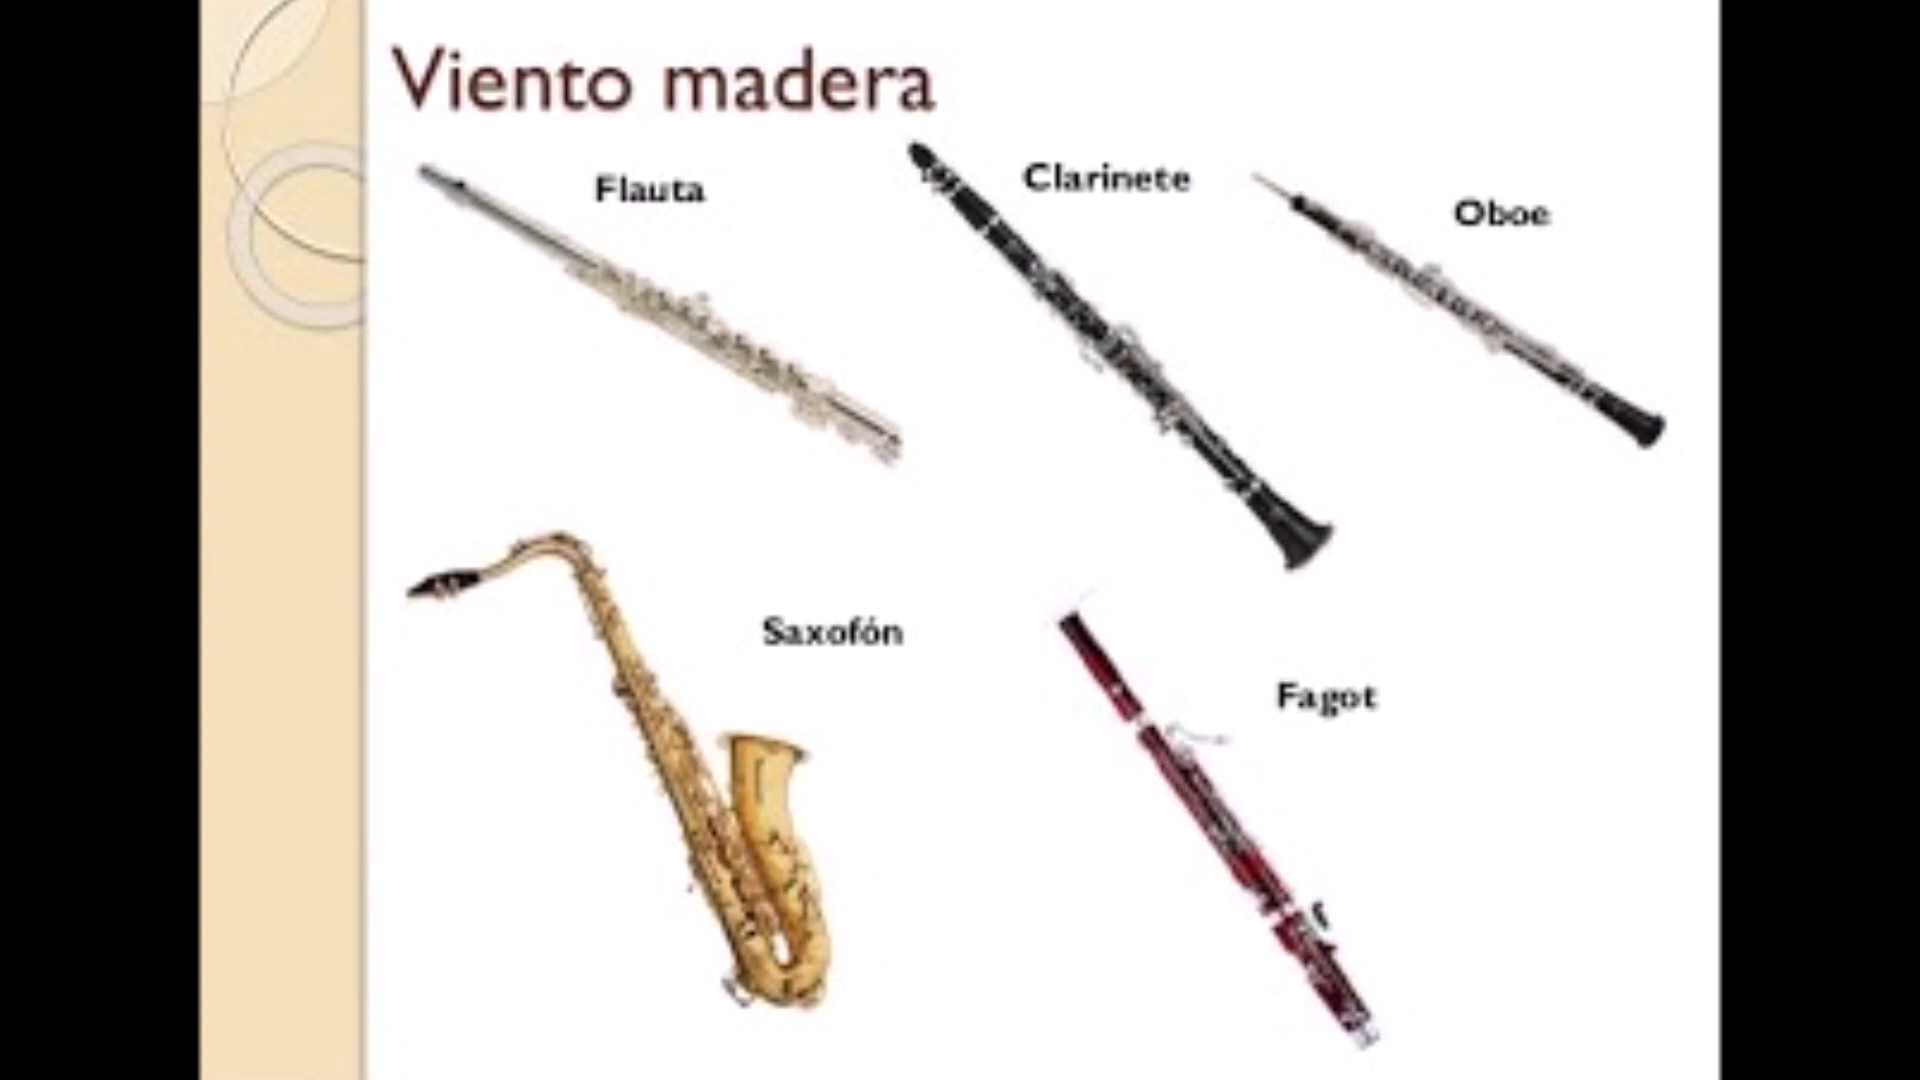 Viento madera
Flauta
Clarinete
Oboe
Saxofón
Fagot